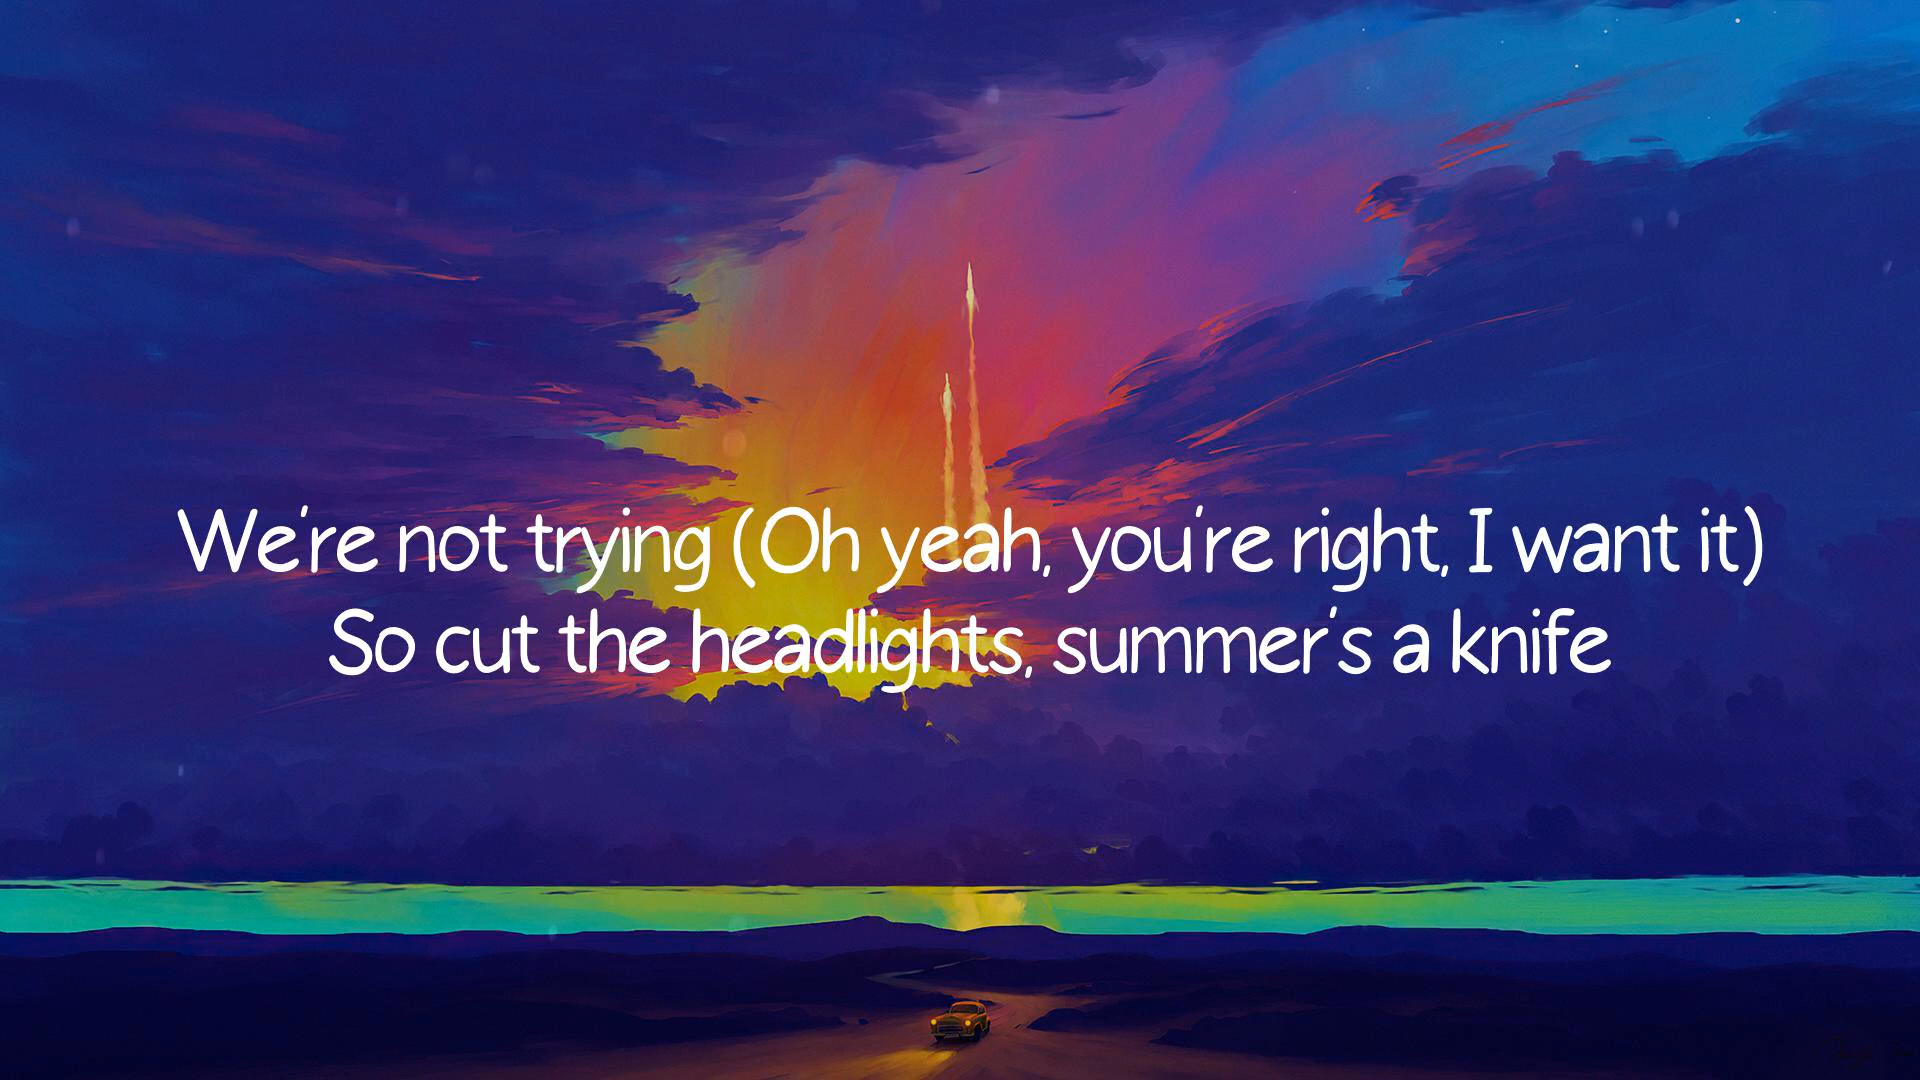 We're not trying (Oh yeah, you're right, I want it)
So cut the headlights, summer's a knife